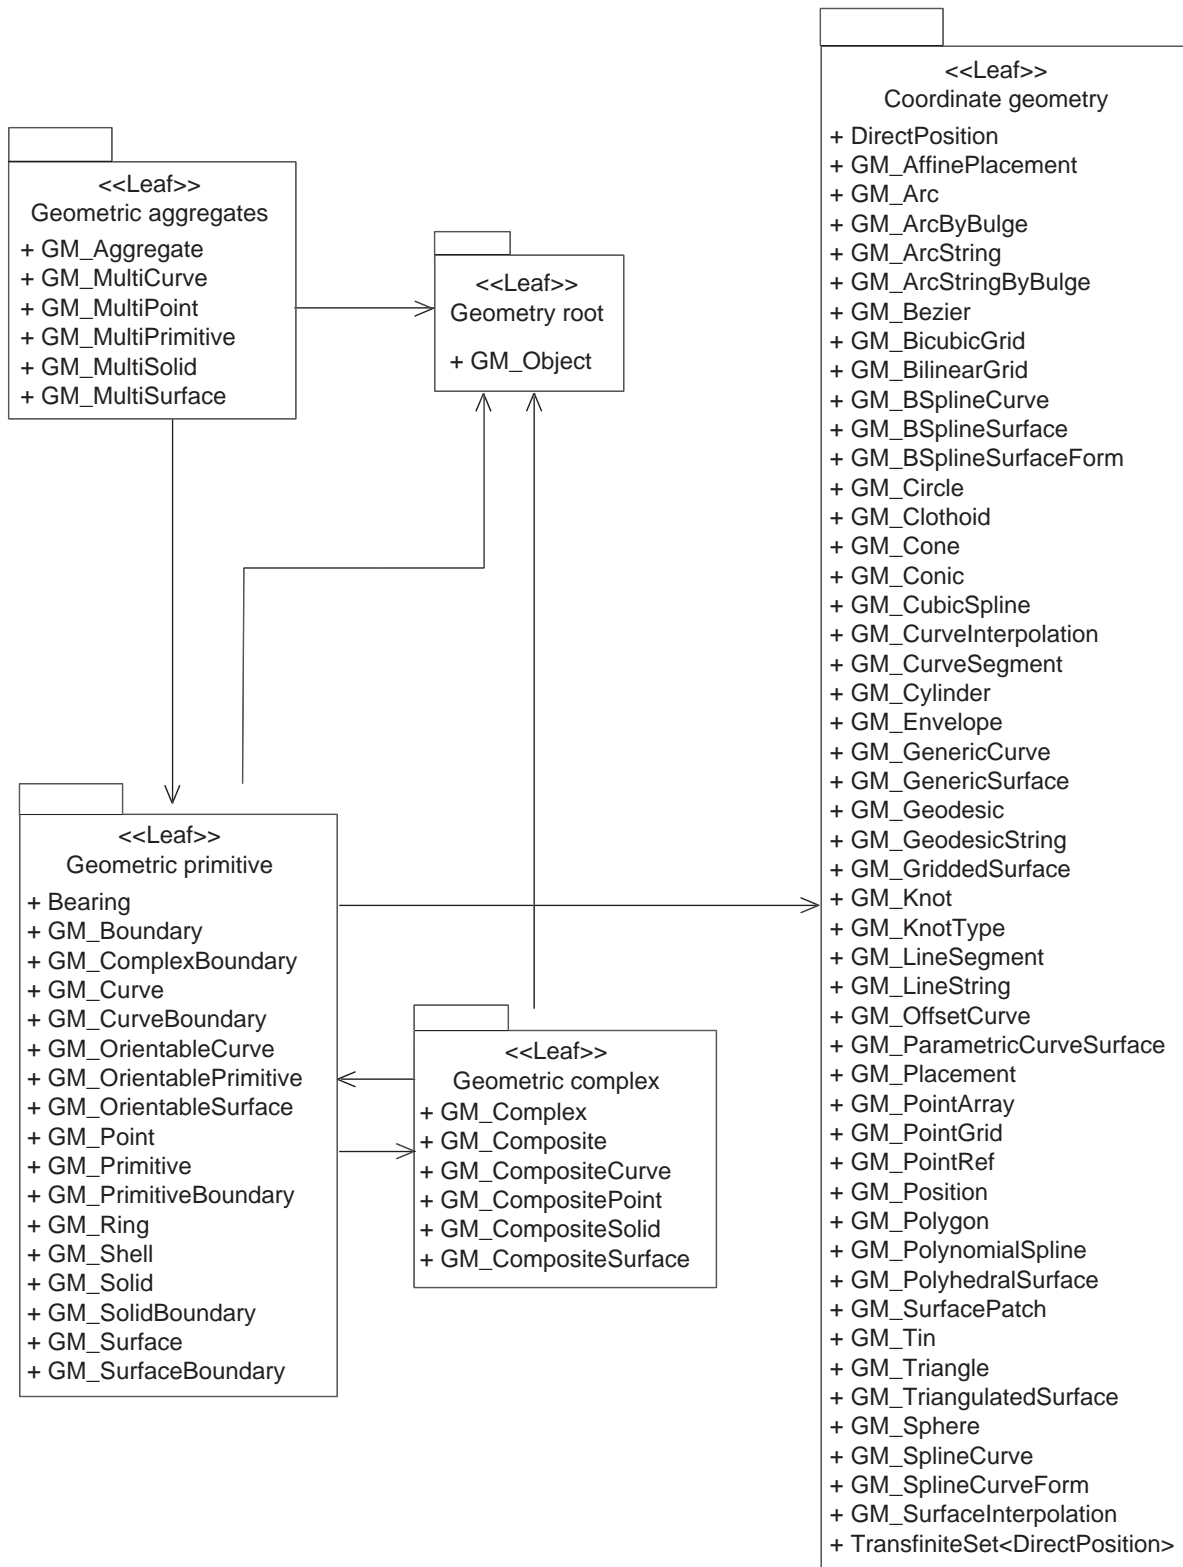 <<Leaf>>
Geometric aggregates
+ GM_Aggregate
+ GM_MultiCurve
+ GM_MultiPoint
+ GM_MultiPrimitive
+ GM_MultiSolid
+ GM_MultiSurface
<<Leaf>>
Geometry root
+ GM_Object
<<Leaf>>
Geometric primitive
+ Bearing
+ GM_Boundary
+ GM_ComplexBoundary
+ GM_Curve
+ GM_CurveBoundary
+ GM_OrientableCurve
+ GM_OrientablePrimitive
+ GM_OrientableSurface
+ GM_Point
+ GM_Primitive
+ GM_PrimitiveBoundary
+ GM_Ring
+ GM_Shell
+ GM_Solid
+ GM_SolidBoundary
+ GM_Surface
+ GM_SurfaceBoundary
<<Leaf>>
Geometric complex
+ GM_Complex
+ GM_Composite
+ GM_CompositeCurve
+ GM_CompositePoint
+ GM_CompositeSolid
+ GM_CompositeSurface
<<Leaf>>
Coordinate geometry
+ DirectPosition
+ GM_AffinePlacement
+ GM_Arc
+ GM_ArcByBulge
+ GM_ArcString
+ GM_ArcStringByBulge
+ GM_Bezier
+ GM_BicubicGrid
+ GM_BilinearGrid
+ GM_BSplineCurve
+ GM_BSplineSurface
+ GM_BSplineSurfaceForm
+ GM_Circle
+ GM_Clothoid
+ GM_Cone
+ GM_Conic
+ GM_CubicSpline
+ GM_CurveInterpolation
+ GM_CurveSegment
+ GM_Cylinder
+ GM_Envelope
+ GM_GenericCurve
+ GM_GenericSurface
+ GM_Geodesic
+ GM_GeodesicString
+ GM_GriddedSurface
+ GM_Knot
+ GM_KnotType
+ GM_LineSegment
+ GM_LineString
+ GM_OffsetCurve
+ GM_ParametricCurveSurface
+ GM_Placement
+ GM_PointArray
+ GM_PointGrid
+ GM_PointRef
+ GM_Position
+ GM_Polygon
+ GM_PolynomialSpline
+ GM_PolyhedralSurface
+ GM_SurfacePatch
+ GM_Tin
+ GM_Triangle
+ GM_TriangulatedSurface
+ GM_Sphere
+ GM_SplineCurve
+ GM_SplineCurveForm
+ GM_SurfaceInterpolation
+ TransfiniteSet<DirectPosition>